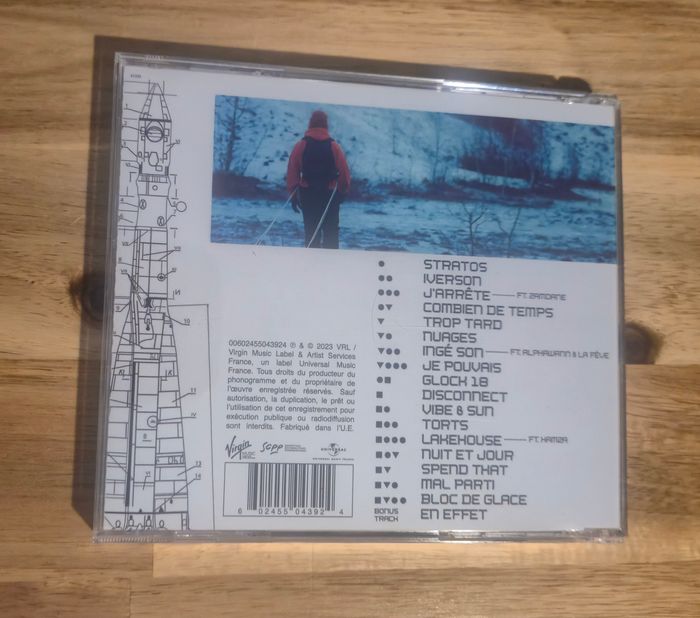 STRATOS
IVERSON
J'ARRÊTE FT. ZAMDANE
COMBIEN DE TEMPS
TROP TARD
NUAGES
INGÉ SON FT. ALPHAWANN & LA FÈVE
JE POUVAIS
GLOCK 18
DISCONNECT
VIBE & SUN
TORTS
LAKEHOUSE FT. HAMZA
NUIT ET JOUR
SPEND THAT
MAL PARTI
BLOC DE GLACE
BONUS TRACK EN EFFET
00602455043924 ℗ & © 2023 VRL /
Virgin Music Label & Artist Services
France, un label Universal Music
France. Tous droits du producteur du
phonogramme et du propriétaire de
l'œuvre enregistrée réservés. Sauf
autorisation, la duplication, le prêt ou
l'utilisation de cet enregistrement pour
exécution publique ou radiodiffusion
sont interdits. Fabriqué dans l'U.E.
Virgin
SCPP
UNIVERSAL
6 02455 04392 4